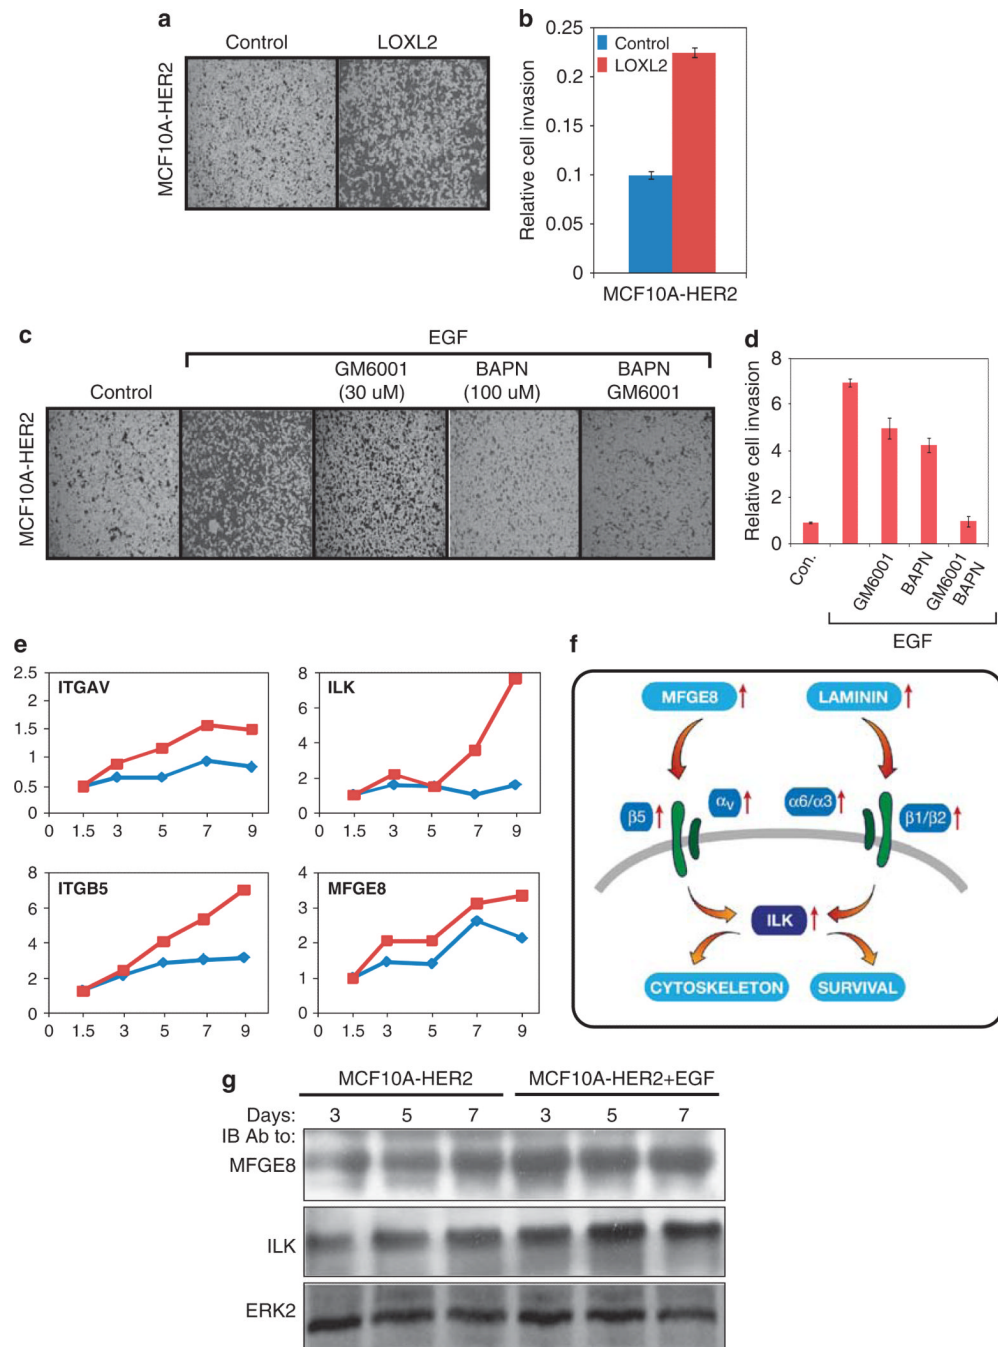 a
Control LOXL2
MCF10A-HER2
b
Relative cell invasion
0.25
0.2
0.15
0.1
0.05
0
Control
LOXL2
MCF10A-HER2
c
EGF
Control
GM6001
(30 uM)
BAPN
(100 uM)
BAPN
GM6001
MCF10A-HER2
d
Relative cell invasion
8
6
4
2
0
Con.
GM6001
BAPN
GM6001
BAPN
EGF
e
ITGAV
2.5
2
1.5
1
0.5
0
1.5 3 5 7 9
ILK
8
6
4
2
0
1.5 3 5 7 9
ITGB5
8
6
4
2
0
1.5 3 5 7 9
MFGE8
4
3
2
1
0
1.5 3 5 7 9
f
MFGE8 LAMININ
β5 αv α6/α3 β1/β2
ILK
CYTOSKELETON SURVIVAL
g
MCF10A-HER2 MCF10A-HER2+EGF
Days: 3 5 7 3 5 7
IB Ab to:
MFGE8
ILK
ERK2